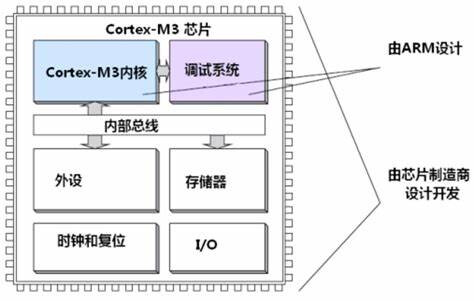 Cortex-M3 芯片
Cortex-M3内核
调试系统
由ARM设计
内部总线
外设
存储器
由芯片制造商
设计开发
时钟和复位
I/O